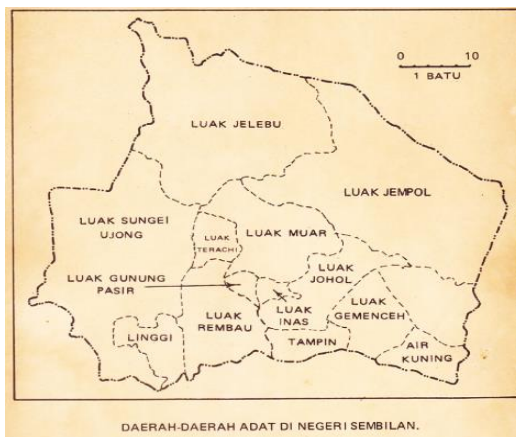 0 10
1 BATU
LUAK JELEBU
LUAK JEMPOL
LUAK SUNGEI
UJONG
LUAK
TERACHI
LUAK MUAR
LUAK GUNUNG
PASIR
LUAK
JOHOL
LUAK
REMBAU
LUAK
INAS
LUAK
GEMENCEH
LINGGI
TAMPIN
AIR
KUNING
DAERAH-DAERAH ADAT DI NEGERI SEMBILAN.